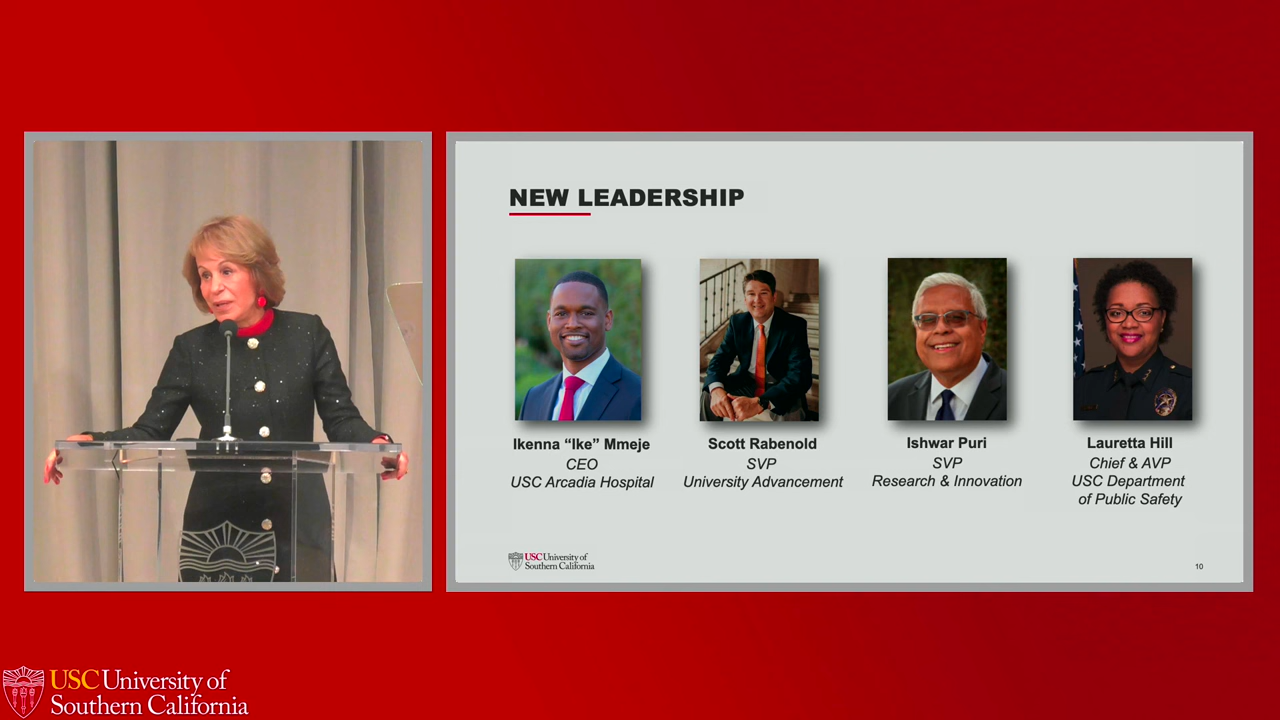 NEW LEADERSHIP
Ikenna “Ike” Mmeje
CEO
USC Arcadia Hospital
Scott Rabenold
SVP
University Advancement
Ishwar Puri
SVP
Research & Innovation
Lauretta Hill
Chief & AVP
USC Department
of Public Safety
USC University of
Southern California
10
USC University of
Southern California